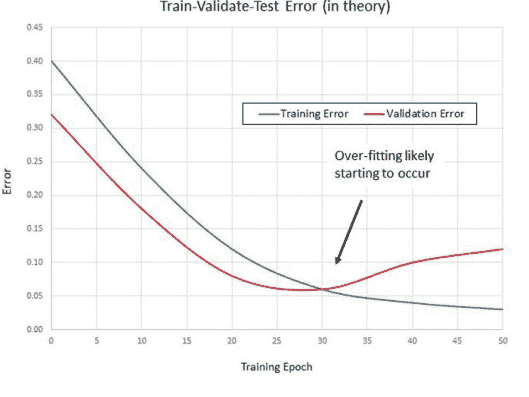 Train-Validate-Test Error (in theory)
0.45
0.40
0.35
0.30
0.25
0.20
0.15
0.10
0.05
0.00
Error
Training Error Validation Error
Over-fitting likely
starting to occur
0 5 10 15 20 25 30 35 40 45 50
Training Epoch